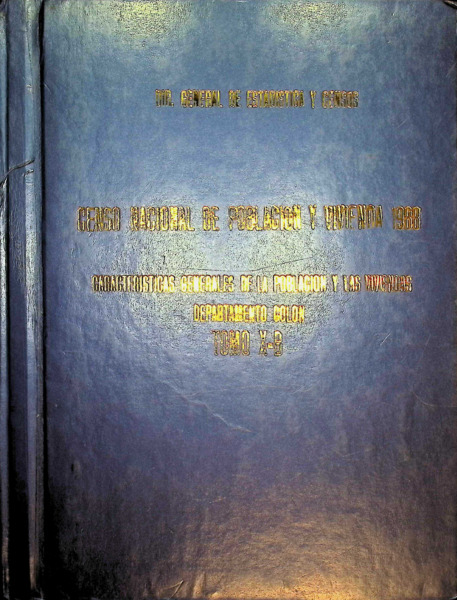 DIR. GENERAL DE ESTADISTICA Y CENSOS
CENSO NACIONAL DE POBLACION Y VIVIENDA 1988
CARACTERISTICAS GENERALES DE LA POBLACION Y LAS VIVIENDAS
DEPARTAMENTO COLON
TOMO X-B